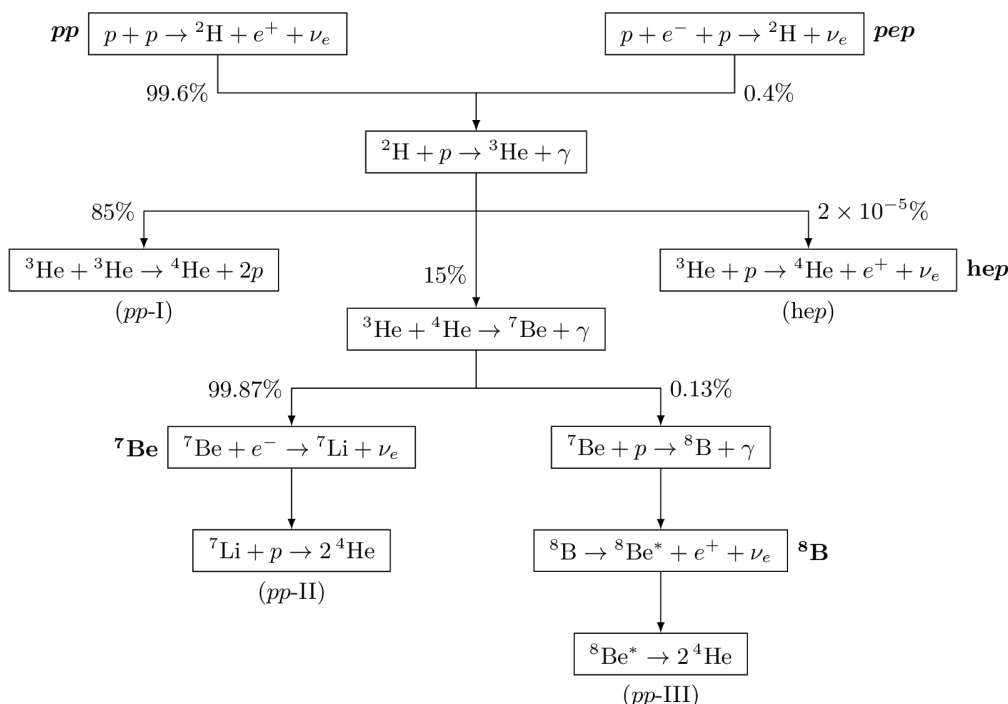 pp p + p → ²H + e⁺ + νₑ p + e⁻ + p → ²H + νₑ pep
99.6% 0.4%
²H + p → ³He + γ
85% 2 × 10⁻⁵%
³He + ³He → ⁴He + 2p ³He + p → ⁴He + e⁺ + νₑ hep
15%
(pp-I) (hep)
³He + ⁴He → ⁷Be + γ
99.87% 0.13%
⁷Be ⁷Be + e⁻ → ⁷Li + νₑ ⁷Be + p → ⁸B + γ
⁷Li + p → 2 ⁴He ⁸B → ⁸Be* + e⁺ + νₑ ⁸B
(pp-II)
⁸Be* → 2 ⁴He
(pp-III)